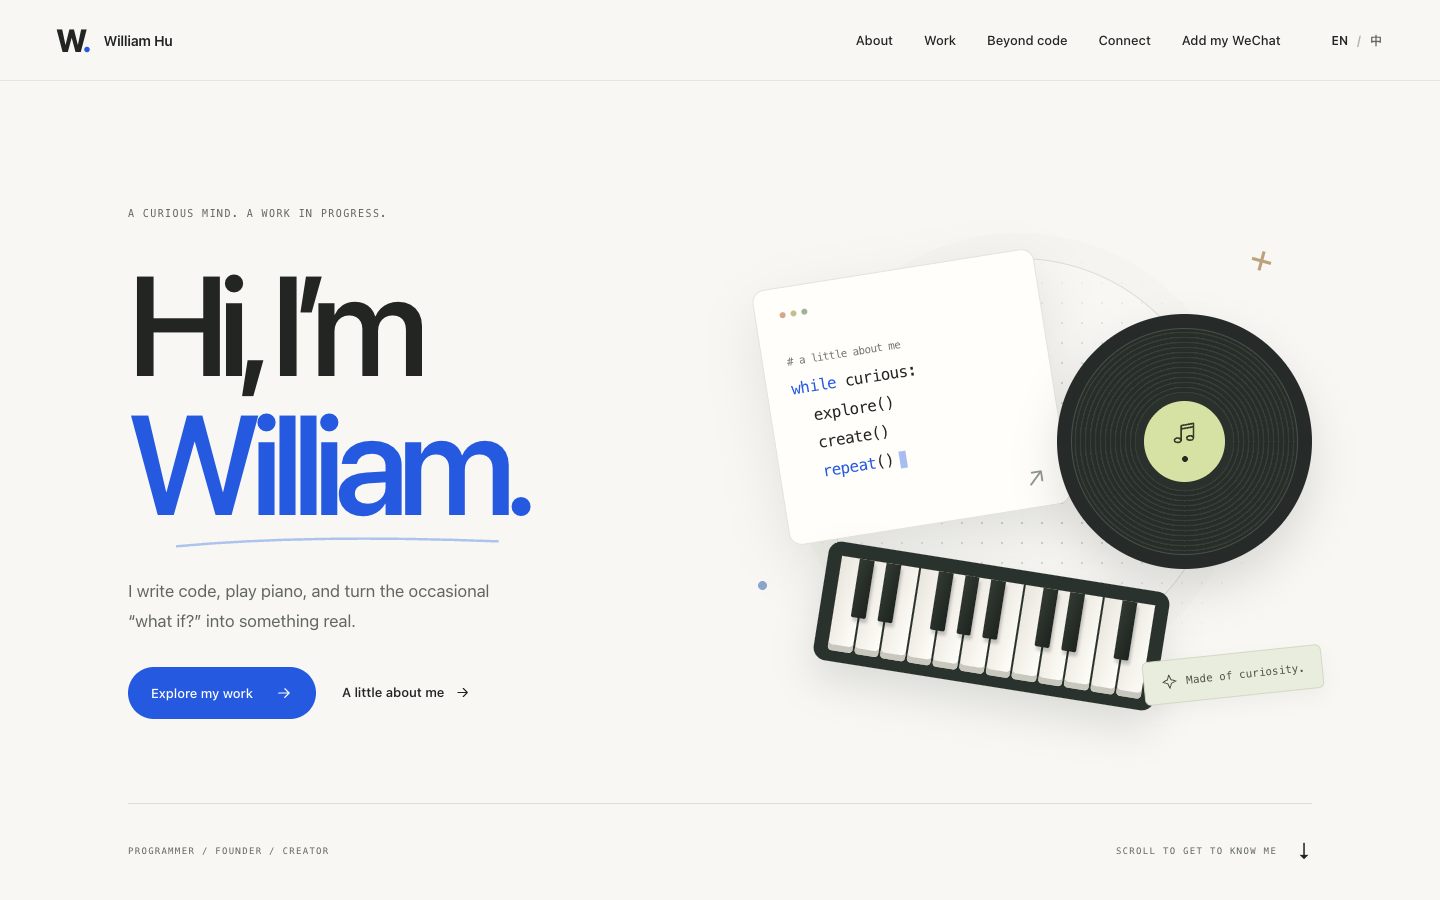 W.
William Hu
About
Work
Beyond code
Connect
Add my WeChat
EN / 中
A CURIOUS MIND. A WORK IN PROGRESS.
Hi, I’m
William.
I write code, play piano, and turn the occasional
“what if?” into something real.
Explore my work →
A little about me →
# a little about me
while curious:
explore()
create()
repeat()
Made of curiosity.
PROGRAMMER / FOUNDER / CREATOR
SCROLL TO GET TO KNOW ME ↓